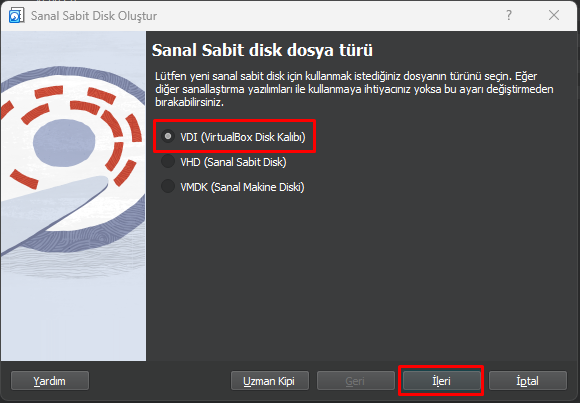 Sanal Sabit Disk Oluştur
Sanal Sabit disk dosya türü
Lütfen yeni sanal sabit disk için kullanmak istediğiniz dosyanın türünü seçin. Eğer
diğer sanallaştırma yazılımları ile kullanmaya ihtiyacınız yoksa bu ayarı değiştirmeden
bırakabilirsiniz.
VDI (VirtualBox Disk Kalıbı)
VHD (Sanal Sabit Disk)
VMDK (Sanal Makine Diski)
Yardım
Uzman Kipi
Geri
İleri
İptal